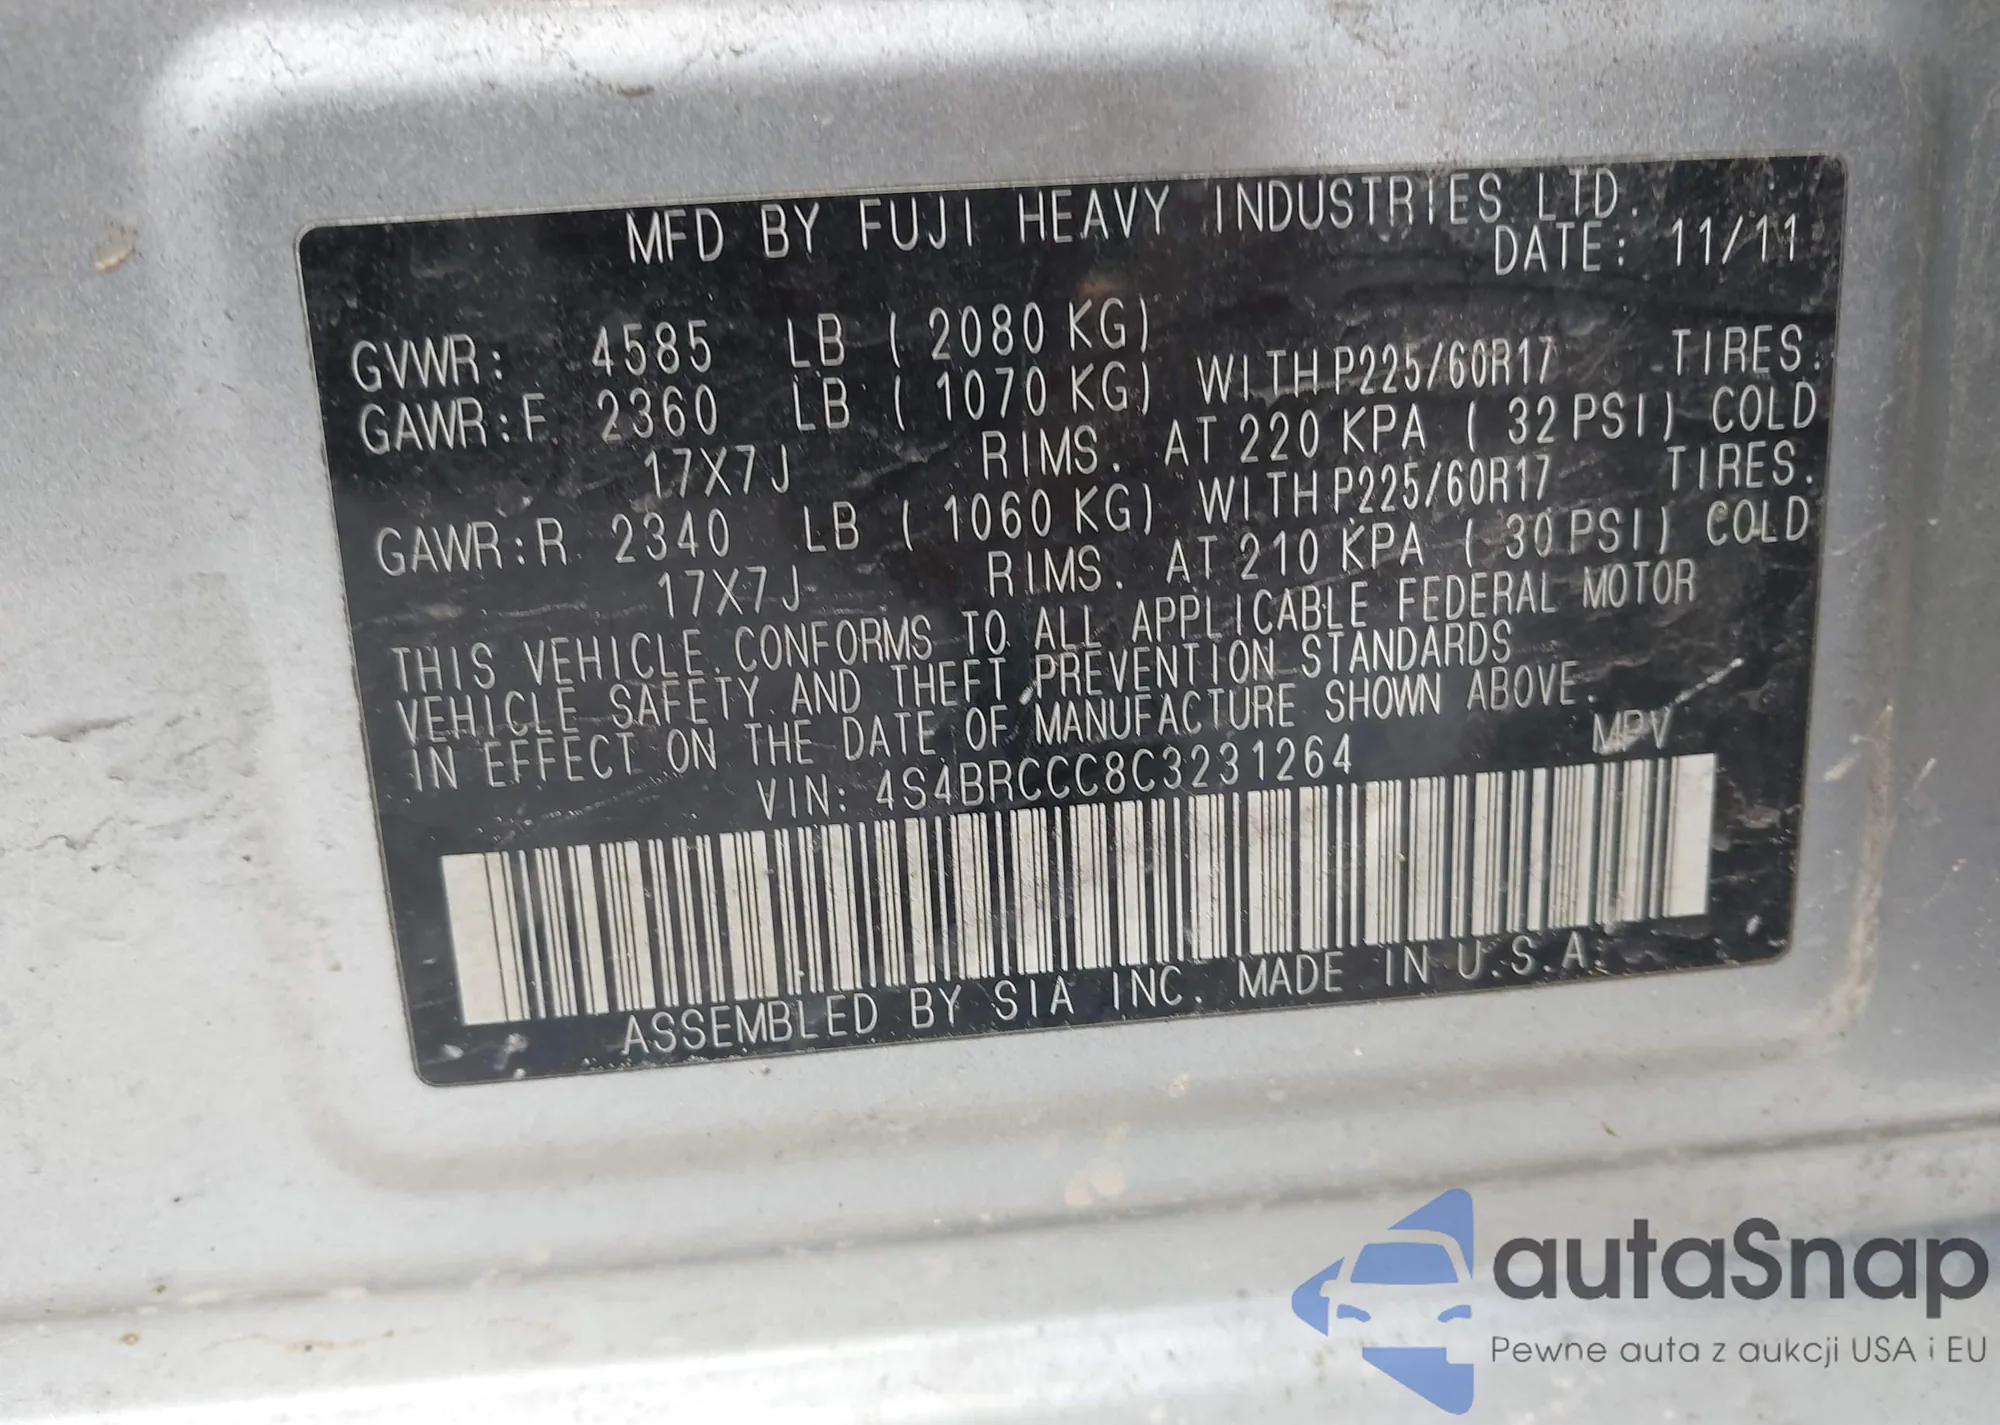 MFD BY FUJI HEAVY INDUSTRIES LTD.
DATE: 11/11
GVWR: 4585 LB ( 2080 KG)
GAWR:F 2360 LB ( 1070 KG) WITH P225/60R17 TIRES.
17X7J RIMS. AT 220 KPA ( 32 PSI) COLD
GAWR:R 2340 LB ( 1060 KG) WITH P225/60R17 TIRES.
17X7J RIMS. AT 210 KPA ( 30 PSI) COLD
THIS VEHICLE CONFORMS TO ALL APPLICABLE FEDERAL MOTOR
VEHICLE SAFETY AND THEFT PREVENTION STANDARDS
IN EFFECT ON THE DATE OF MANUFACTURE SHOWN ABOVE.
VIN: 4S4BRCCC8C3231264 MPV
ASSEMBLED BY SIA INC. MADE IN U.S.A.
autaSnap
Pewne auta z aukcji USA i EU